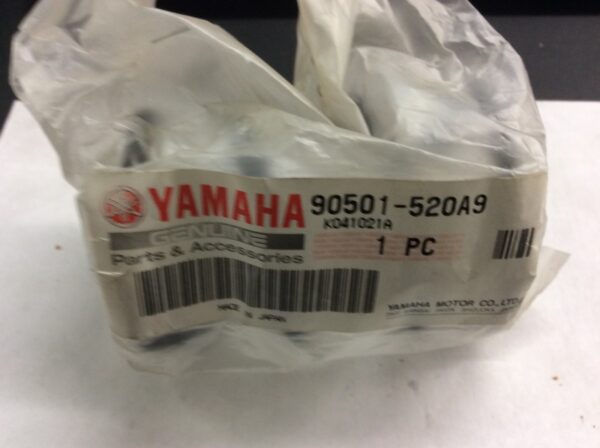 YAMAHA 90501-520A9
K041021A
GENUINE
Parts & Accessories
1 PC
MADE IN JAPAN
YAMAHA MOTOR CO., LTD.